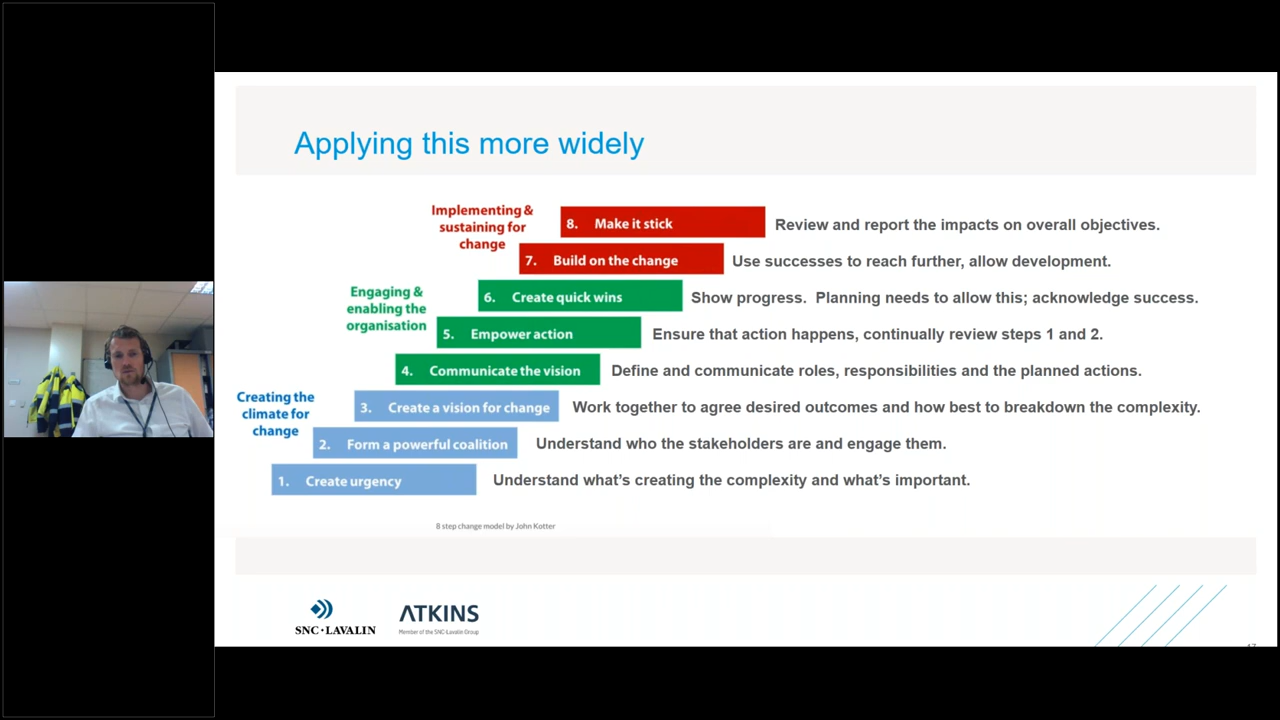 Applying this more widely
Implementing &
sustaining for
change
8. Make it stick
Review and report the impacts on overall objectives.
7. Build on the change
Use successes to reach further, allow development.
Engaging &
enabling the
organisation
6. Create quick wins
Show progress. Planning needs to allow this; acknowledge success.
5. Empower action
Ensure that action happens, continually review steps 1 and 2.
4. Communicate the vision
Define and communicate roles, responsibilities and the planned actions.
Creating the
climate for
change
3. Create a vision for change
Work together to agree desired outcomes and how best to breakdown the complexity.
2. Form a powerful coalition
Understand who the stakeholders are and engage them.
1. Create urgency
Understand what's creating the complexity and what's important.
8 step change model by John Kotter
SNC·LAVALIN
ATKINS
Member of the SNC-Lavalin Group